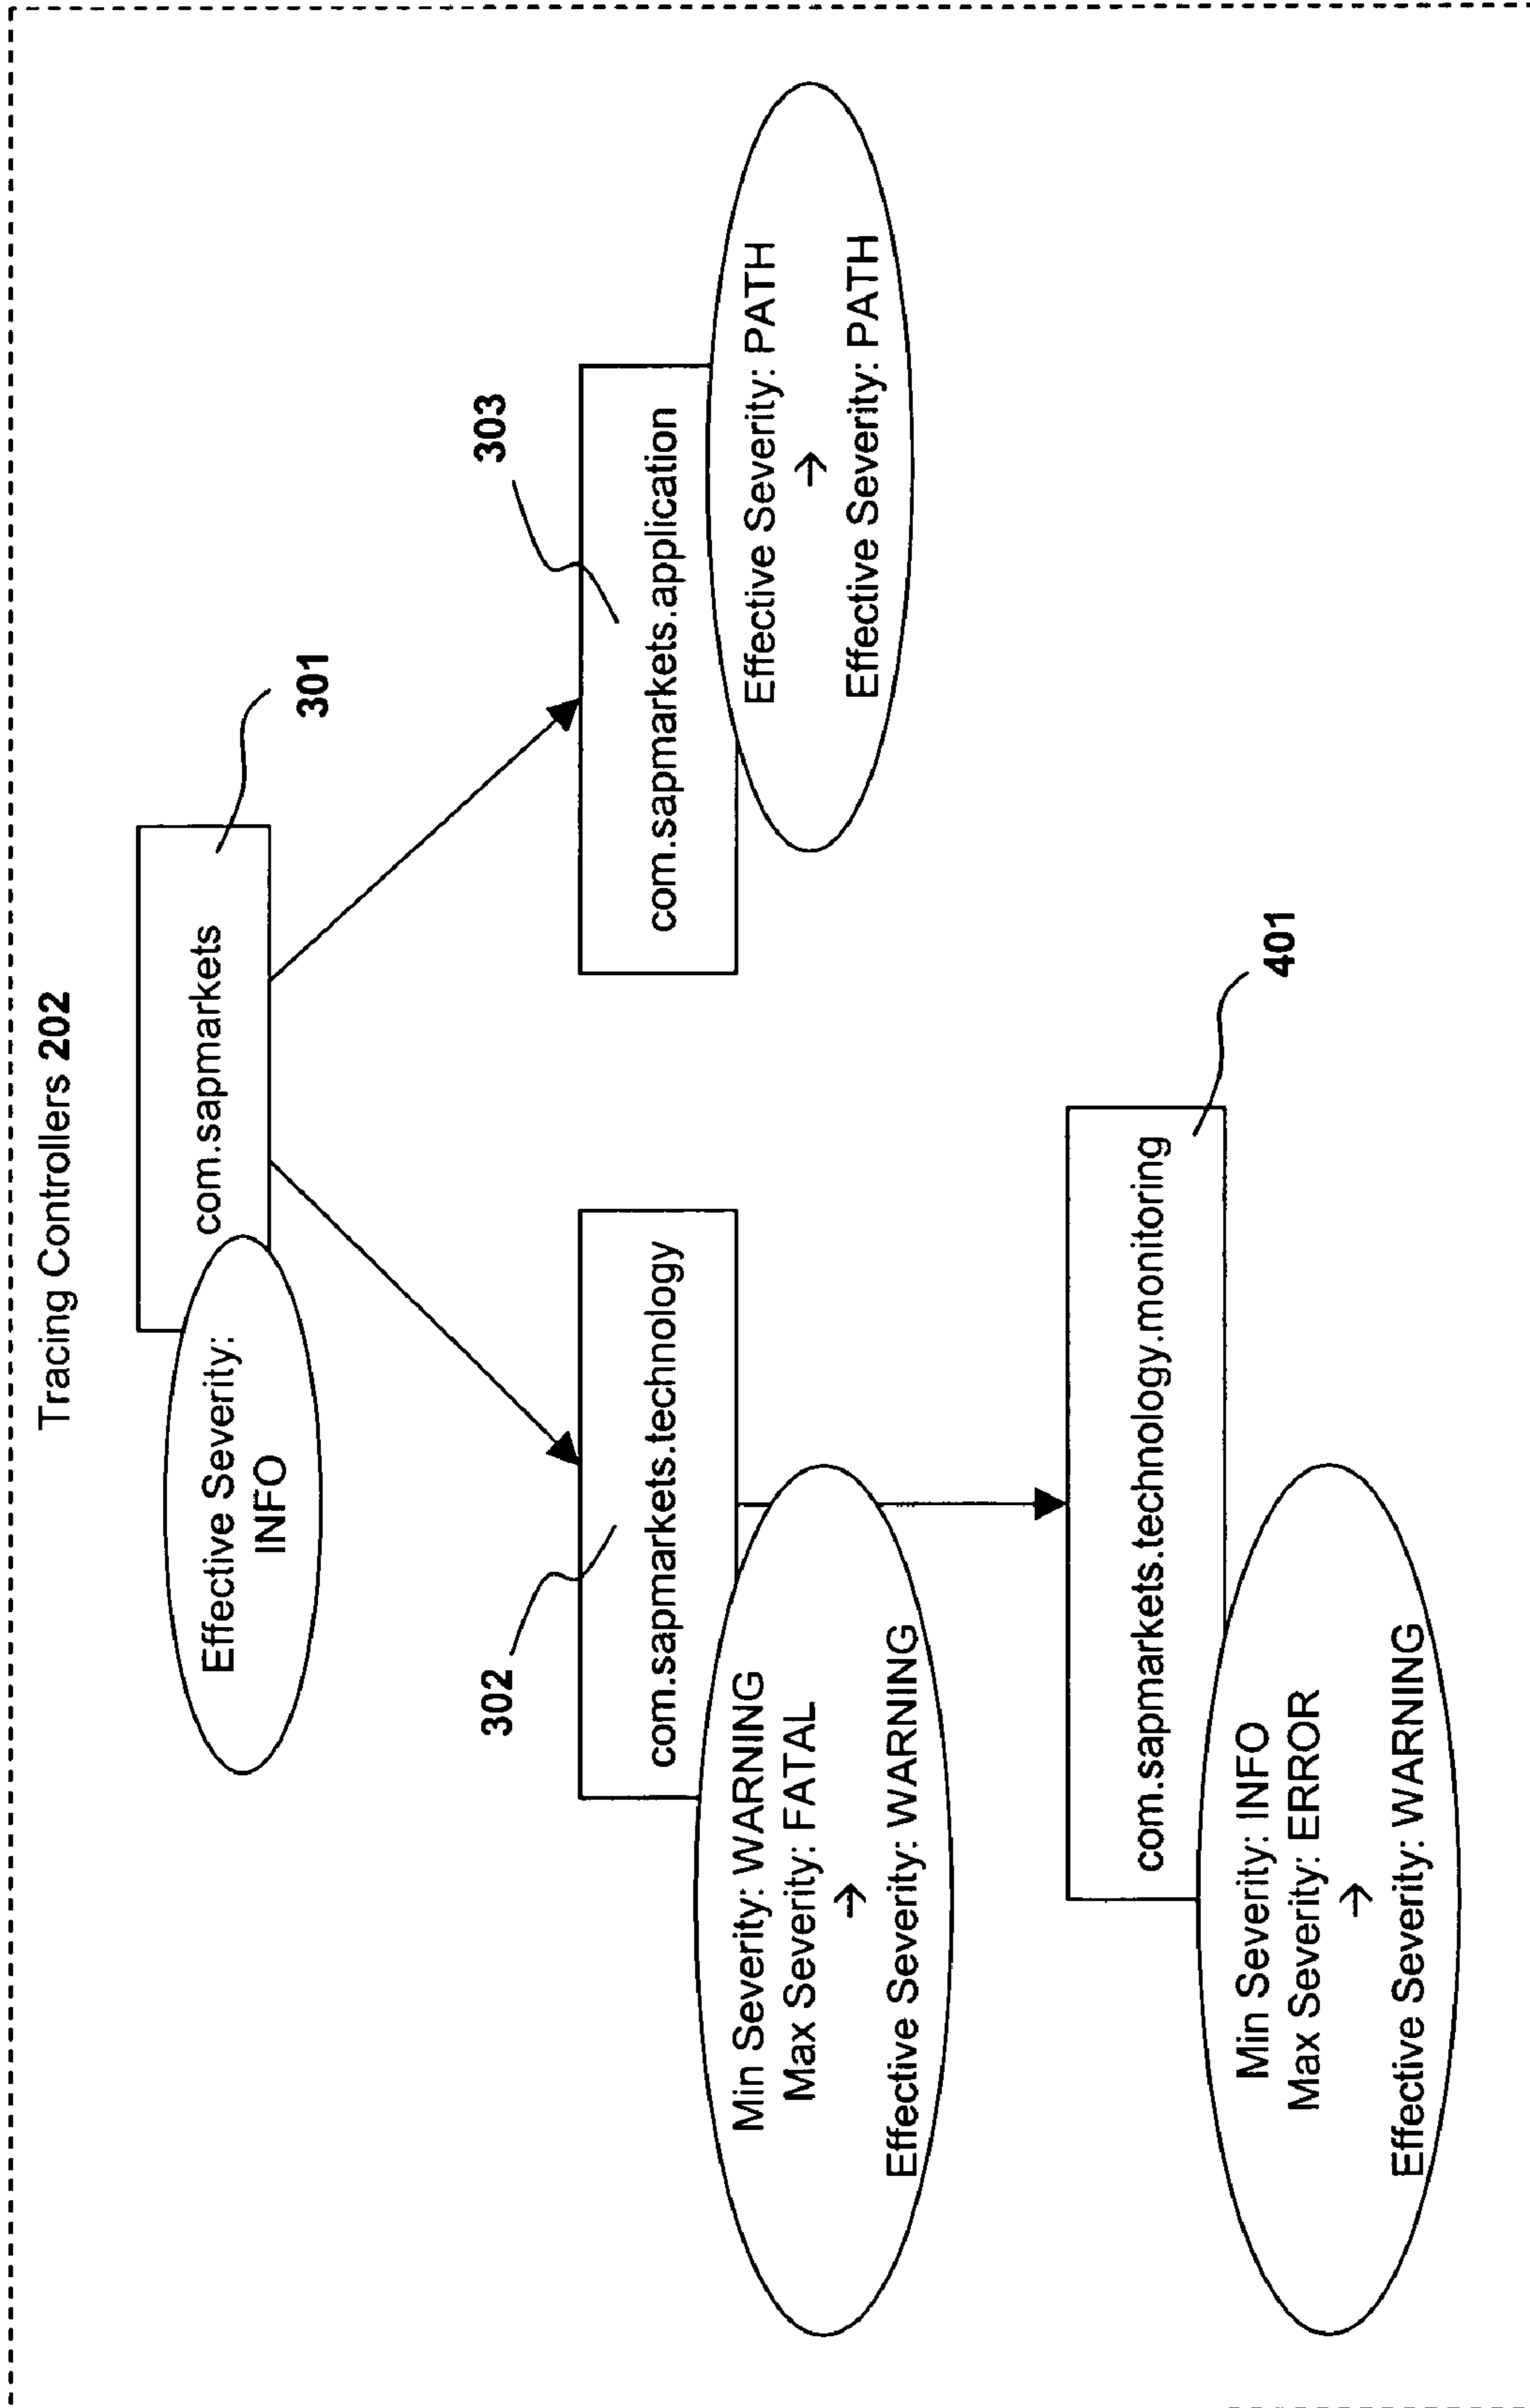 Tracing Controllers 202
com.sapmarkets
301
Effective Severity:
INFO
302
com.sapmarkets.technology
Min Severity: WARNING
Max Severity: FATAL
→
Effective Severity: WARNING
303
com.sapmarkets.application
Effective Severity: PATH
→
Effective Severity: PATH
401
com.sapmarkets.technology.monitoring
Min Severity: INFO
Max Severity: ERROR
→
Effective Severity: WARNING